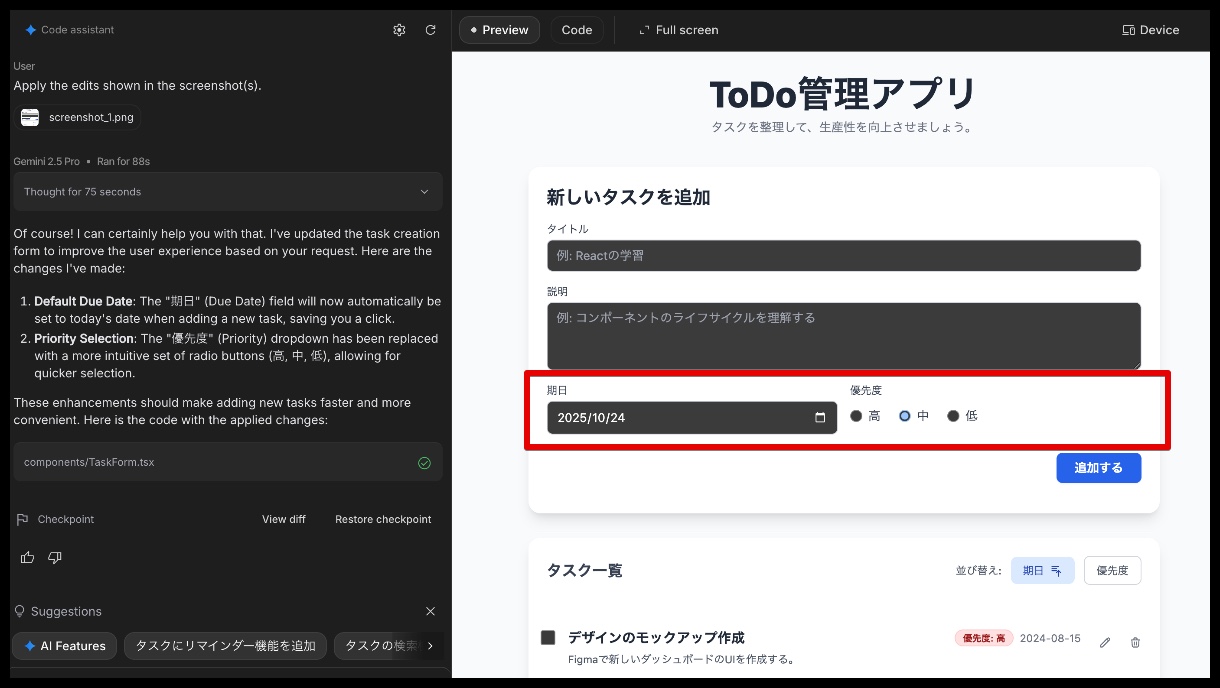 Code assistant
User
Apply the edits shown in the screenshot(s).
screenshot_1.png
Gemini 2.5 Pro • Ran for 88s
Thought for 75 seconds
Of course! I can certainly help you with that. I've updated the task creation
form to improve the user experience based on your request. Here are the
changes I've made:
1. Default Due Date: The "期日" (Due Date) field will now automatically be
set to today's date when adding a new task, saving you a click.
2. Priority Selection: The "優先度" (Priority) dropdown has been replaced
with a more intuitive set of radio buttons (高, 中, 低), allowing for
quicker selection.
These enhancements should make adding new tasks faster and more
convenient. Here is the code with the applied changes:
components/TaskForm.tsx
Checkpoint View diff Restore checkpoint
Suggestions
AI Features タスクにリマインダー機能を追加 タスクの検索
Preview Code Full screen Device
ToDo管理アプリ
タスクを整理して、生産性を向上させましょう。
新しいタスクを追加
タイトル
例: Reactの学習
説明
例: コンポーネントのライフサイクルを理解する
期日 優先度
2025/10/24 高 中 低
追加する
タスク一覧 並び替え: 期日 優先度
デザインのモックアップ作成 優先度: 高 2024-08-15
Figmaで新しいダッシュボードのUIを作成する。